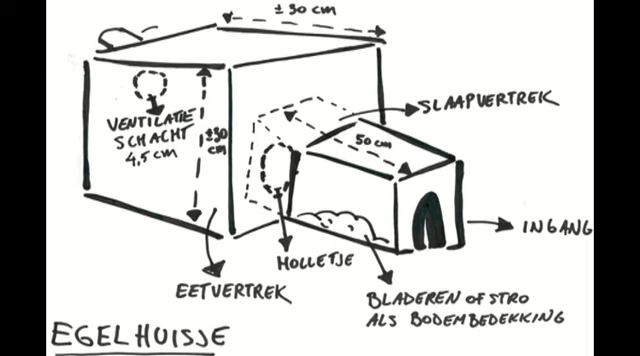 ± 30 cm
SLAAPVERTREK
VENTILATIE
SCHACHT
4,5 cm
± 30
cm
50 cm
INGANG
HOLLETJE
EETVERTREK
BLADEREN OF STRO
ALS BODEMBEDEKKING
EGELHUISJE